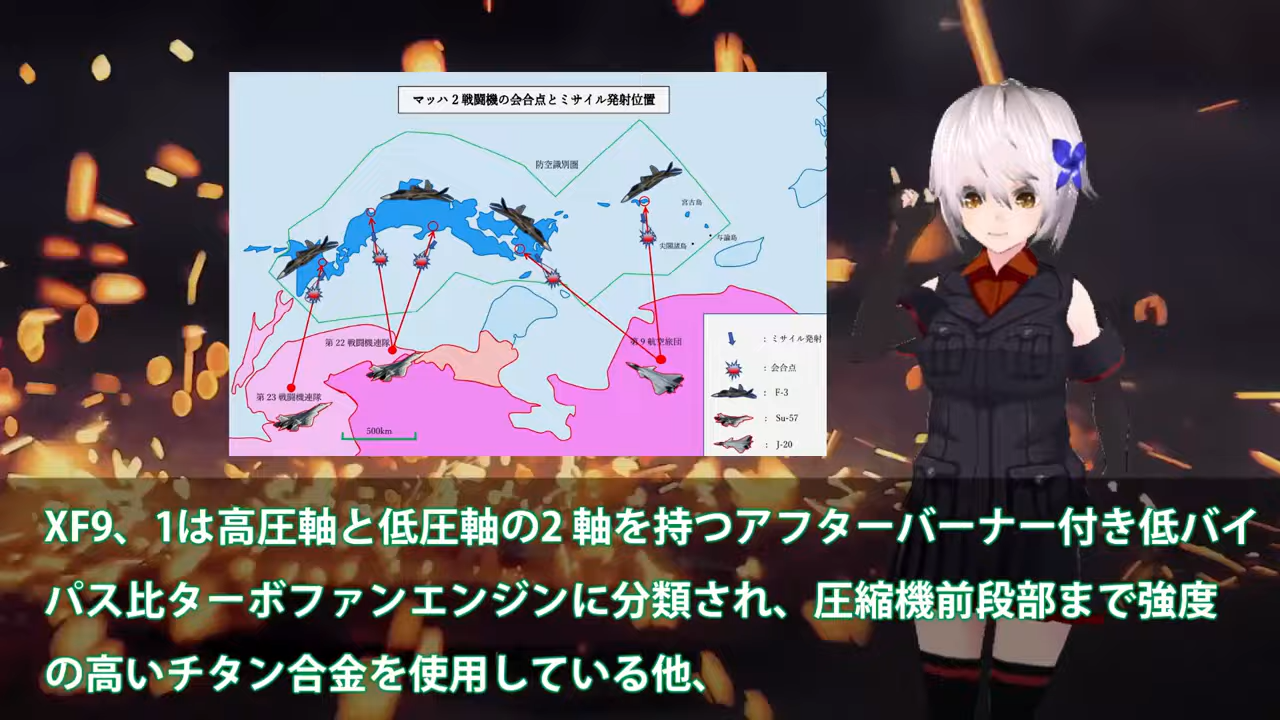 マッハ2戦闘機の会合点とミサイル発射位置
防空識別圏
宮古島
与論島
尖閣諸島
第22戦闘機連隊
第9航空旅団
第23戦闘機連隊
500km
：ミサイル発射
：会合点
：F-3
：Su-57
：J-20
XF9、1は高圧軸と低圧軸の2 軸を持つアフターバーナー付き低バイ
パス比ターボファンエンジンに分類され、圧縮機前段部まで強度
の高いチタン合金を使用している他、